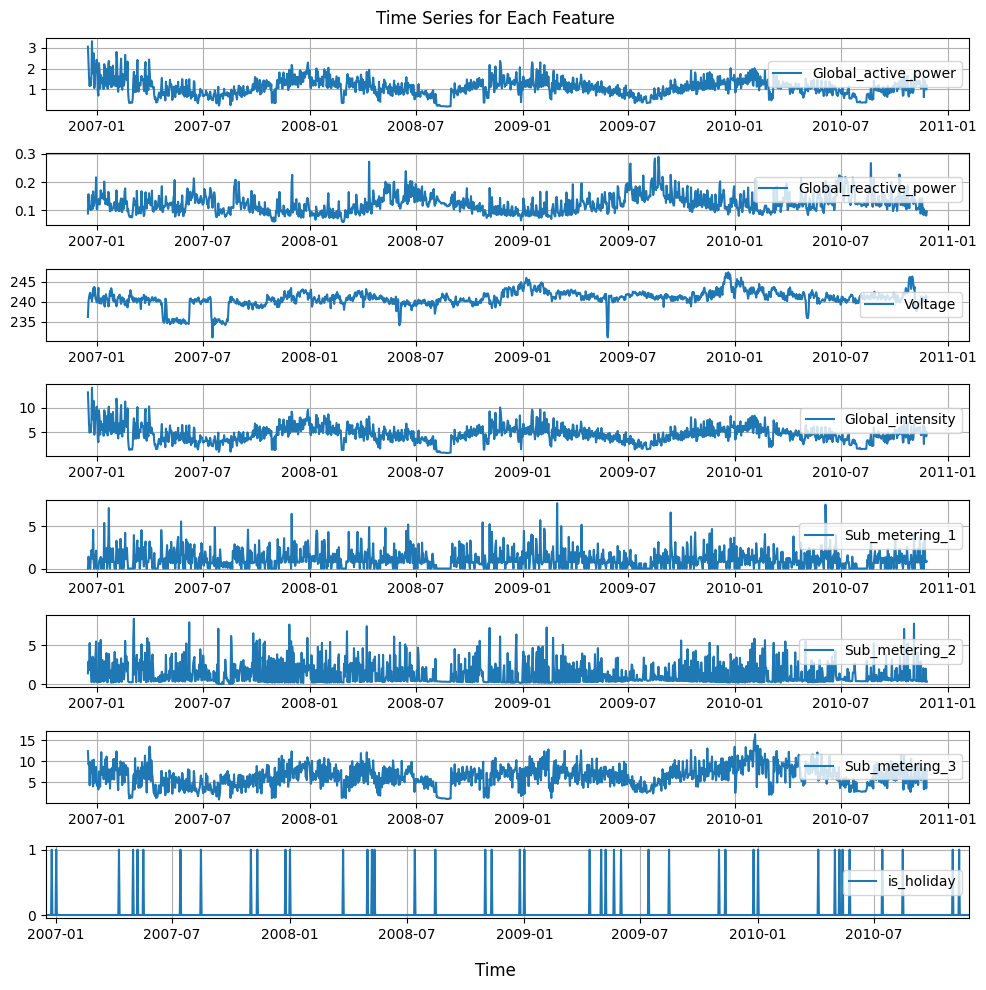 Time Series for Each Feature
3
2
1
Global_active_power
2007-01 2007-07 2008-01 2008-07 2009-01 2009-07 2010-01 2010-07 2011-01
0.3
0.2
0.1
Global_reactive_power
2007-01 2007-07 2008-01 2008-07 2009-01 2009-07 2010-01 2010-07 2011-01
245
240
235
Voltage
2007-01 2007-07 2008-01 2008-07 2009-01 2009-07 2010-01 2010-07 2011-01
10
5
Global_intensity
2007-01 2007-07 2008-01 2008-07 2009-01 2009-07 2010-01 2010-07 2011-01
5
0
Sub_metering_1
2007-01 2007-07 2008-01 2008-07 2009-01 2009-07 2010-01 2010-07 2011-01
5
0
Sub_metering_2
2007-01 2007-07 2008-01 2008-07 2009-01 2009-07 2010-01 2010-07 2011-01
15
10
5
Sub_metering_3
2007-01 2007-07 2008-01 2008-07 2009-01 2009-07 2010-01 2010-07 2011-01
1
0
is_holiday
2007-01 2007-07 2008-01 2008-07 2009-01 2009-07 2010-01 2010-07
Time